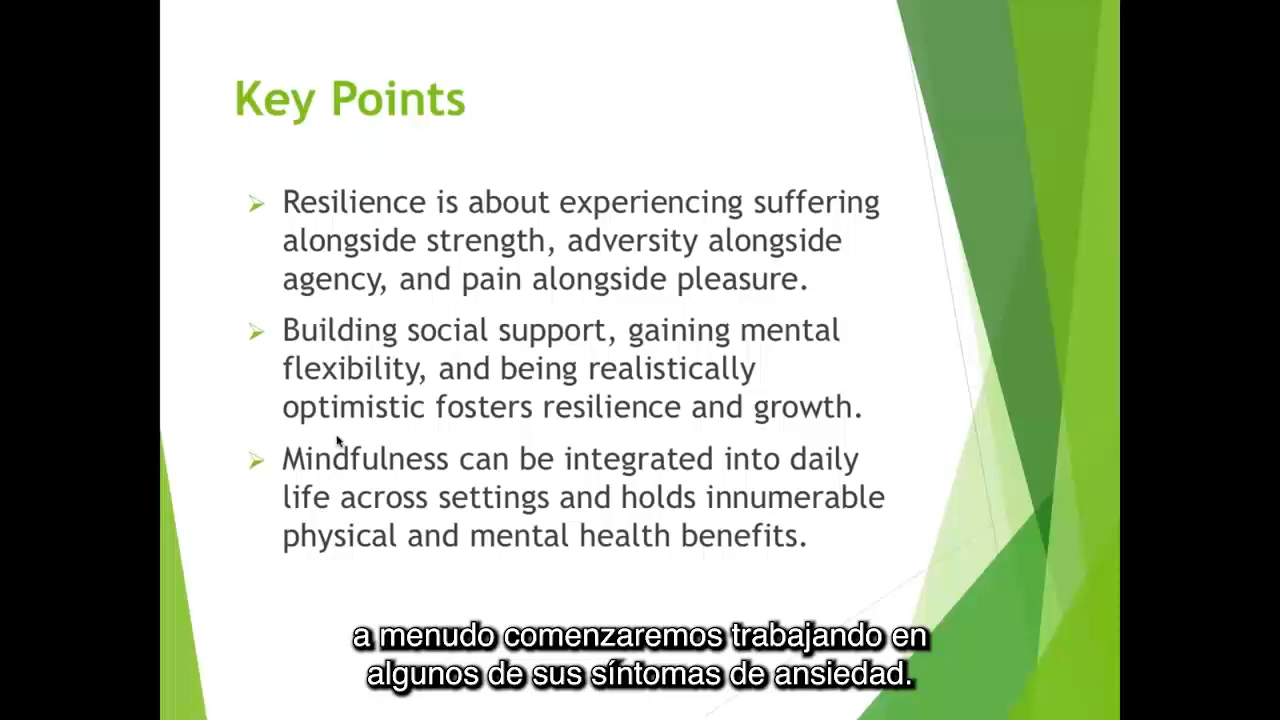 Key Points
Resilience is about experiencing suffering
alongside strength, adversity alongside
agency, and pain alongside pleasure.
Building social support, gaining mental
flexibility, and being realistically
optimistic fosters resilience and growth.
Mindfulness can be integrated into daily
life across settings and holds innumerable
physical and mental health benefits.
a menudo comenzaremos trabajando en
algunos de sus síntomas de ansiedad.